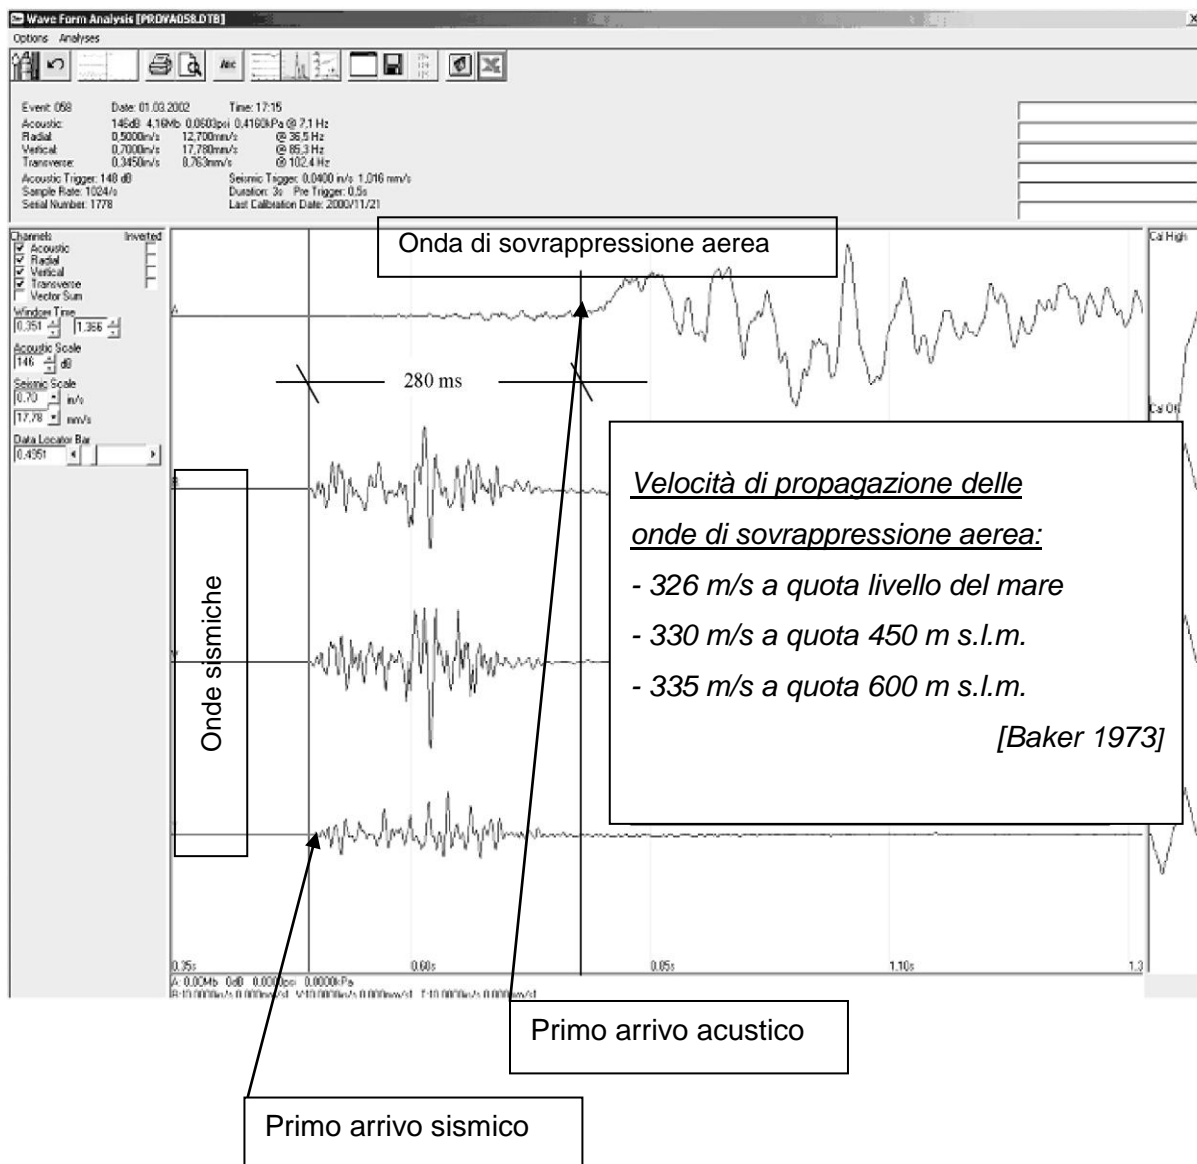 Wave Form Analysis [PROVA058.DTB]
Options Analyses
Event: 058 Date: 01.03.2002 Time: 17:15
Acoustic: 146dB 4,16Mb 0,0603psi 0,4160kPa @ 7,1 Hz
Radial: 0,5000in/s 12,700mm/s @ 36,5 Hz
Vertical: 0,7000in/s 17,780mm/s @ 85,3 Hz
Transverse: 0,3450in/s 8,763mm/s @ 102,4 Hz
Acoustic Trigger: 148 dB Seismic Trigger: 0,0400 in/s 1,016 mm/s
Sample Rate: 1024/s Duration: 3s Pre Trigger: 0,5s
Serial Number: 1778 Last Calibration Date: 2000/11/21
Channels Inverted
Acoustic
Radial
Vertical
Transverse
Vector Sum
Window Time
0,351 1,366
Acoustic Scale
146 dB
Seismic Scale
0,70 in/s
17,78 mm/s
Data Locator Bar
0,4351
Onda di sovrappressione aerea
Cal High
A
280 ms
Onde sismiche
Velocità di propagazione delle
onde di sovrappressione aerea:
- 326 m/s a quota livello del mare
- 330 m/s a quota 450 m s.l.m.
- 335 m/s a quota 600 m s.l.m.
[Baker 1973]
0,35s 0,60s 0,85s 1,10s 1,3
A: 0,00Mb 0dB 0,0000psi 0,0000kPa
Primo arrivo acustico
Primo arrivo sismico